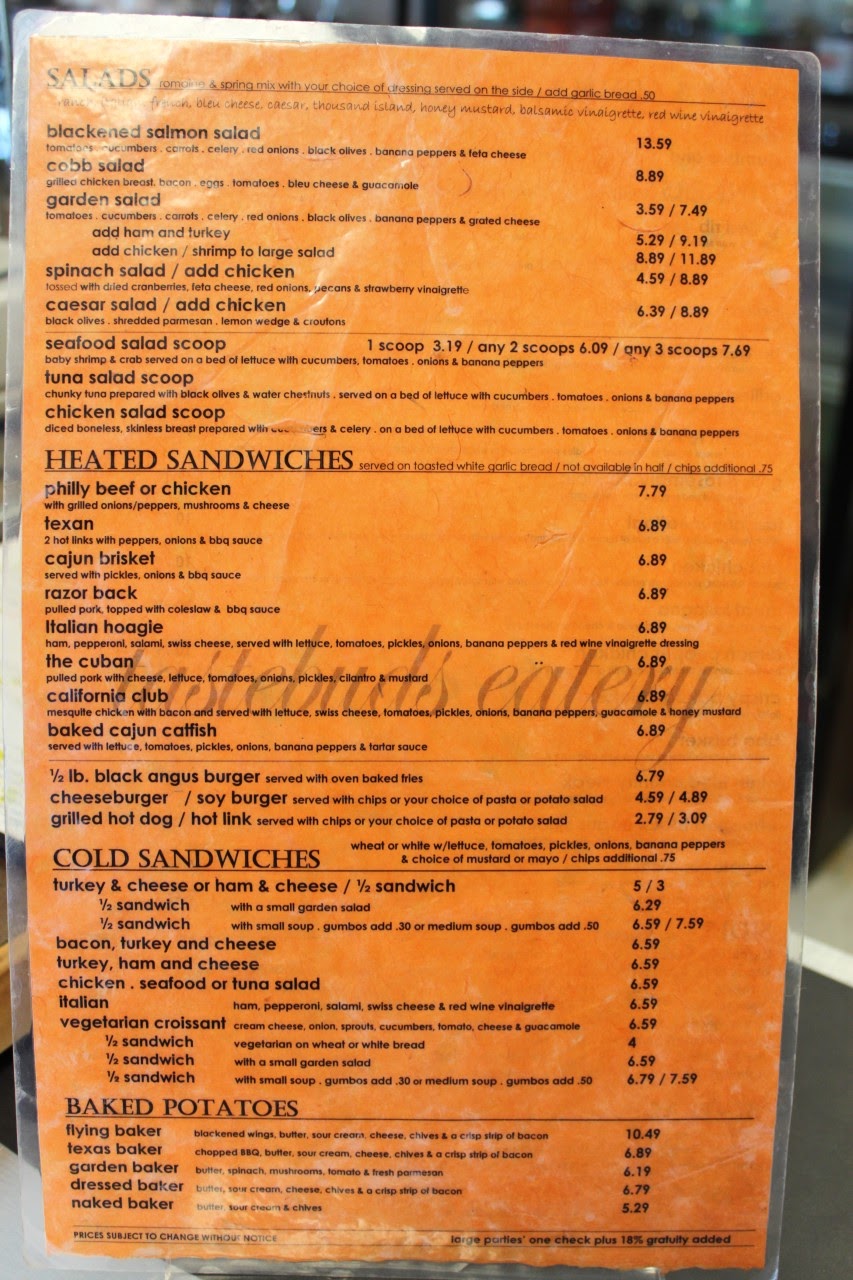 SALADS romaine & spring mix with your choice of dressing served on the side / add garlic bread .50
french, bleu cheese, caesar, thousand island, honey mustard, balsamic vinaigrette, red wine vinaigrette
blackened salmon salad 13.59
tomatoes . cucumbers . carrots . celery . red onions . black olives . banana peppers & feta cheese
cobb salad 8.89
grilled chicken breast, bacon . eggs . tomatoes . bleu cheese & guacamole
garden salad 3.59 / 7.49
tomatoes . cucumbers . carrots . celery . red onions . black olives . banana peppers & grated cheese
add ham and turkey 5.29 / 9.19
add chicken / shrimp to large salad 8.89 / 11.89
spinach salad / add chicken 4.59 / 8.89
tossed with dried cranberries, feta cheese, red onions, pecans & strawberry vinaigrette
caesar salad / add chicken 6.39 / 8.89
black olives . shredded parmesan . lemon wedge & croutons
seafood salad scoop 1 scoop 3.19 / any 2 scoops 6.09 / any 3 scoops 7.69
baby shrimp & crab served on a bed of lettuce with cucumbers, tomatoes . onions & banana peppers
tuna salad scoop
chunky tuna prepared with black olives & water chestnuts . served on a bed of lettuce with cucumbers . tomatoes . onions & banana peppers
chicken salad scoop
diced boneless, skinless breast prepared with & celery . on a bed of lettuce with cucumbers . tomatoes . onions & banana peppers
HEATED SANDWICHES served on toasted white garlic bread / not available in half / chips additional .75
philly beef or chicken 7.79
with grilled onions/peppers, mushrooms & cheese
texan 6.89
2 hot links with peppers, onions & bbq sauce
cajun brisket 6.89
served with pickles, onions & bbq sauce
razor back 6.89
pulled pork, topped with coleslaw & bbq sauce
Italian hoagie 6.89
ham, pepperoni, salami, swiss cheese, served with lettuce, tomatoes, pickles, onions, banana peppers & red wine vinaigrette dressing
the cuban 6.89
pulled pork with cheese, lettuce, tomatoes, onions, pickles, cilantro & mustard
tastebuds eatery
california club 6.89
mesquite chicken with bacon and served with lettuce, swiss cheese, tomatoes, pickles, onions, banana peppers, guacamole & honey mustard
baked cajun catfish 6.89
served with lettuce, tomatoes, pickles, onions, banana peppers & tartar sauce
½ lb. black angus burger served with oven baked fries 6.79
cheeseburger / soy burger served with chips or your choice of pasta or potato salad 4.59 / 4.89
grilled hot dog / hot link served with chips or your choice of pasta or potato salad 2.79 / 3.09
COLD SANDWICHES wheat or white w/lettuce, tomatoes, pickles, onions, banana peppers
& choice of mustard or mayo / chips additional .75
turkey & cheese or ham & cheese / ½ sandwich 5 / 3
½ sandwich with a small garden salad 6.29
½ sandwich with small soup . gumbos add .30 or medium soup . gumbos add .50 6.59 / 7.59
bacon, turkey and cheese 6.59
turkey, ham and cheese 6.59
chicken . seafood or tuna salad 6.59
italian ham, pepperoni, salami, swiss cheese & red wine vinaigrette 6.59
vegetarian croissant cream cheese, onion, sprouts, cucumbers, tomato, cheese & guacamole 6.59
½ sandwich vegetarian on wheat or white bread 4
½ sandwich with a small garden salad 6.59
½ sandwich with small soup . gumbos add .30 or medium soup . gumbos add .50 6.79 / 7.59
BAKED POTATOES
flying baker blackened wings, butter, sour cream, cheese, chives & a crisp strip of bacon 10.49
texas baker chopped BBQ, butter, sour cream, cheese, chives & a crisp strip of bacon 6.89
garden baker butter, spinach, mushrooms, tomato & fresh parmesan 6.19
dressed baker butter, sour cream, cheese, chives & a crisp strip of bacon 6.79
naked baker butter, sour cream & chives 5.29
PRICES SUBJECT TO CHANGE WITHOUT NOTICE large parties' one check plus 18% gratuity added